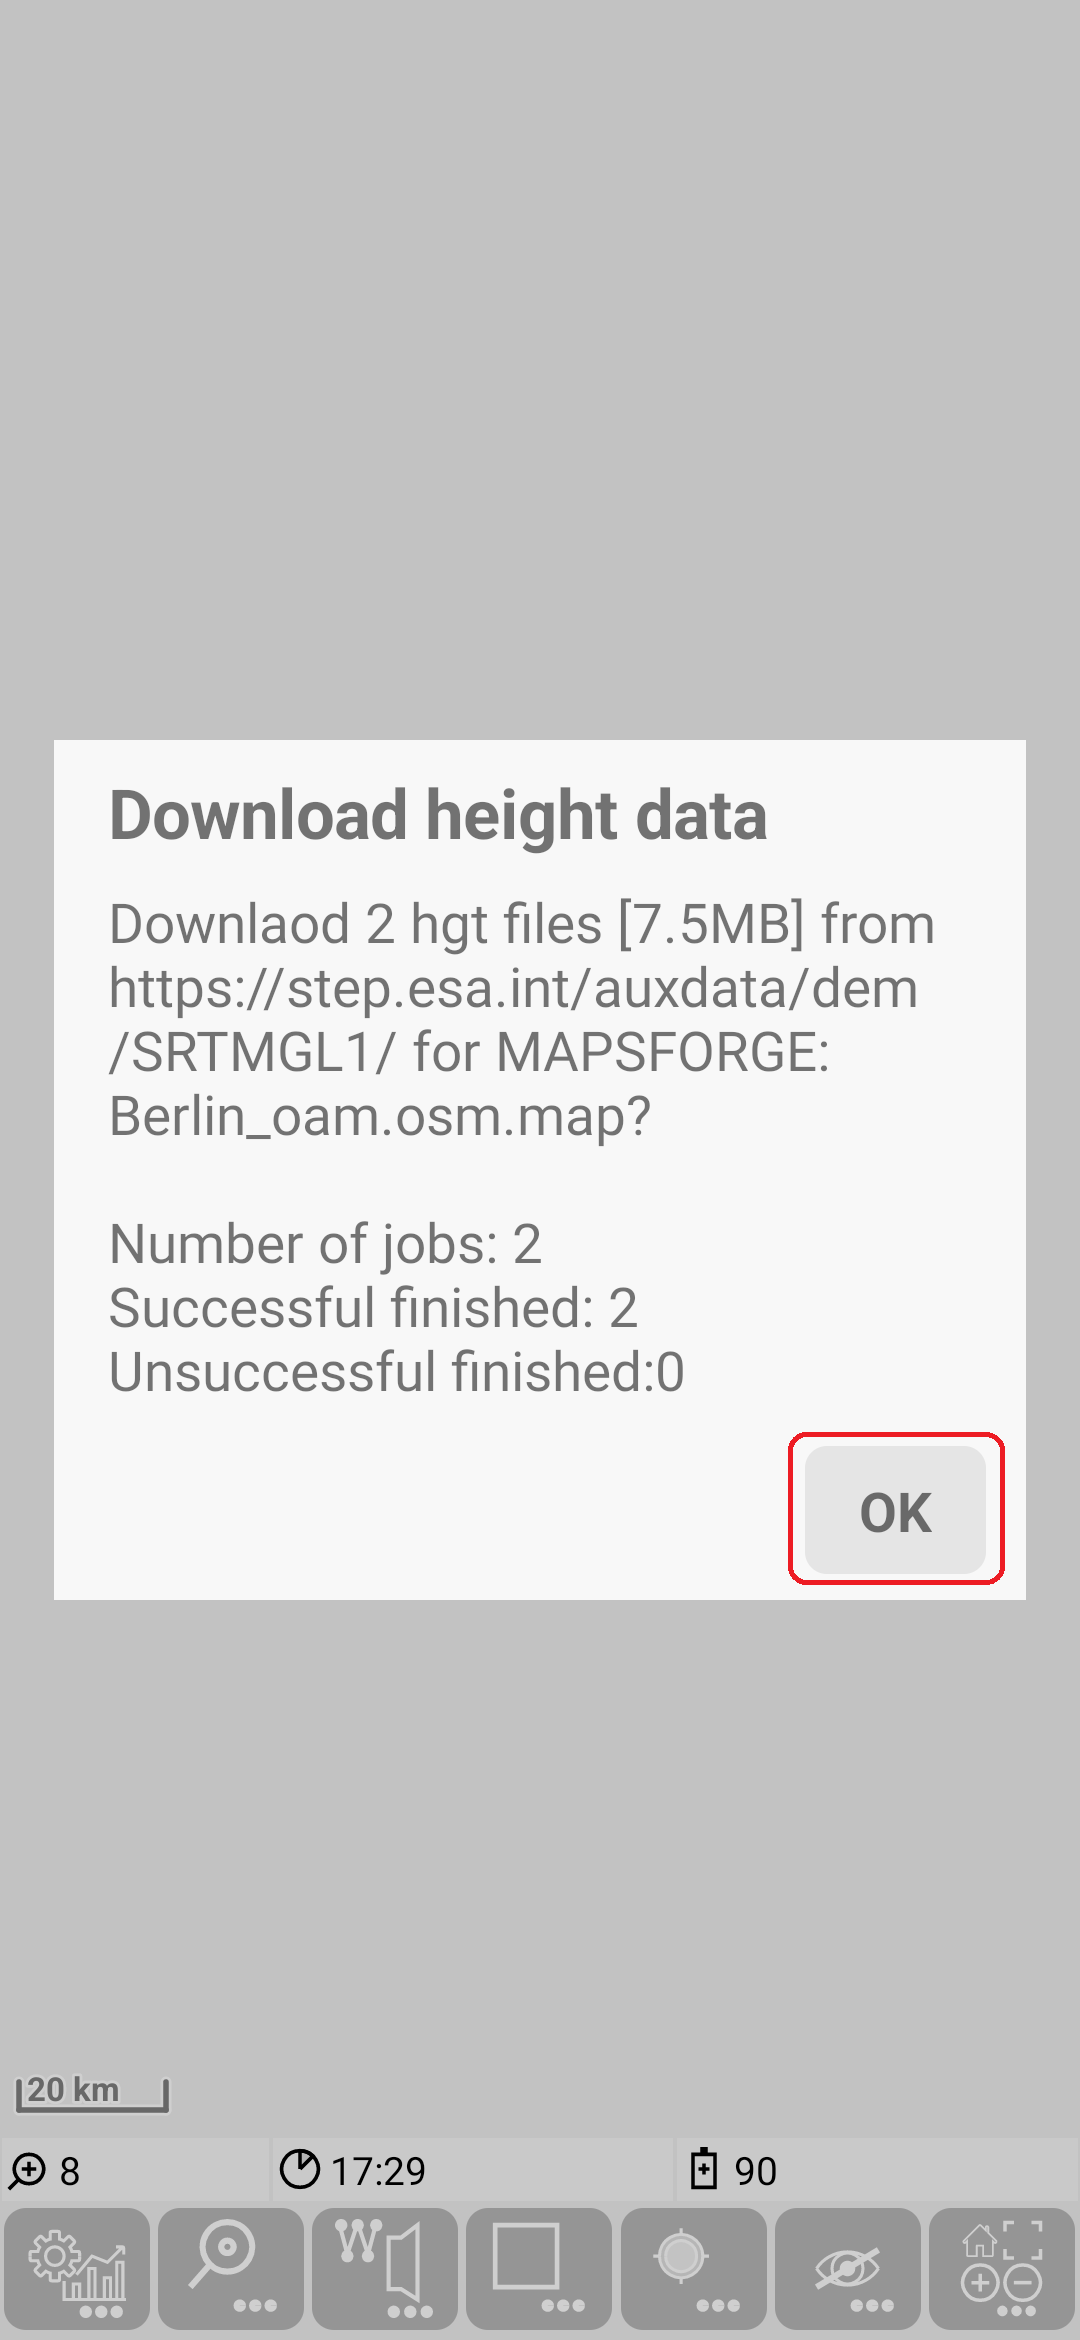 Download height data
Downlaod 2 hgt files [7.5MB] from
https://step.esa.int/auxdata/dem
/SRTMGL1/ for MAPSFORGE:
Berlin_oam.osm.map?
Number of jobs: 2
Successful finished: 2
Unsuccessful finished:0
OK
20 km
8 17:29 90